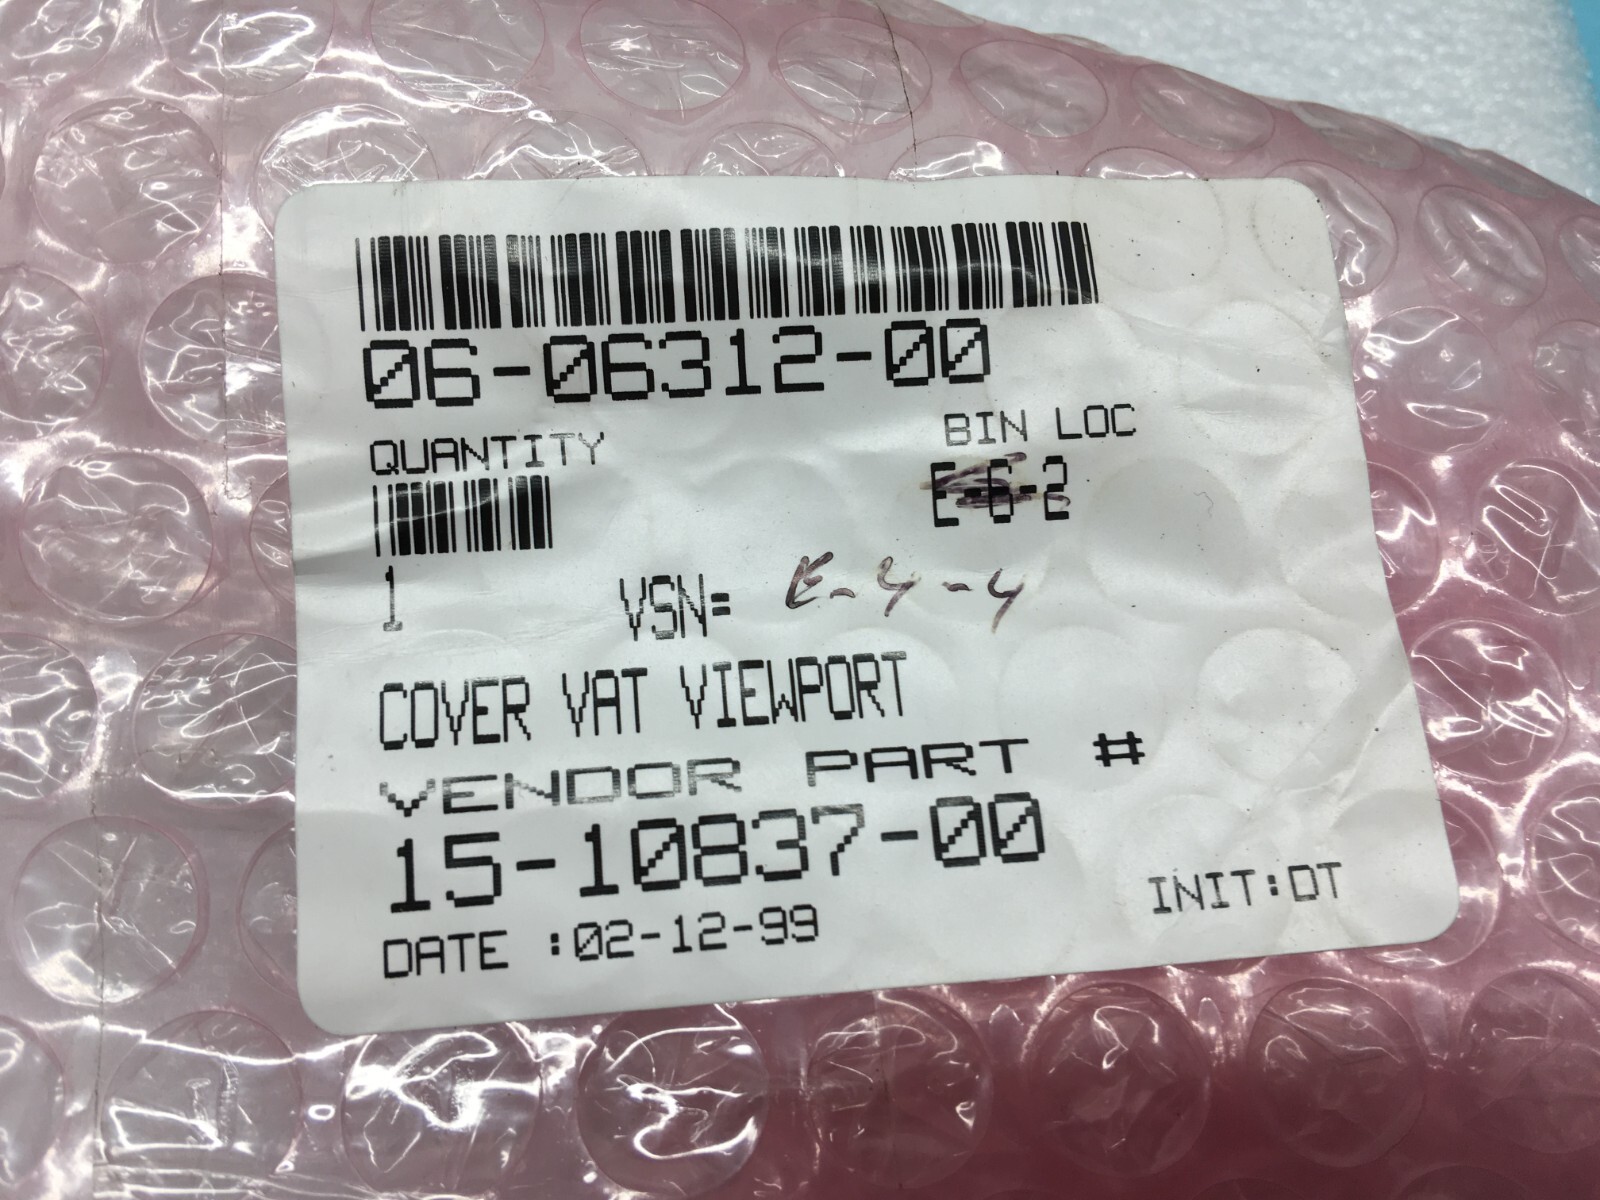 06-06312-00
QUANTITY
BIN LOC
E-6-2
1
VSN= E-4-4
COVER VAT VIEWPORT
VENDOR PART #
15-10837-00
DATE :02-12-99
INIT:DT